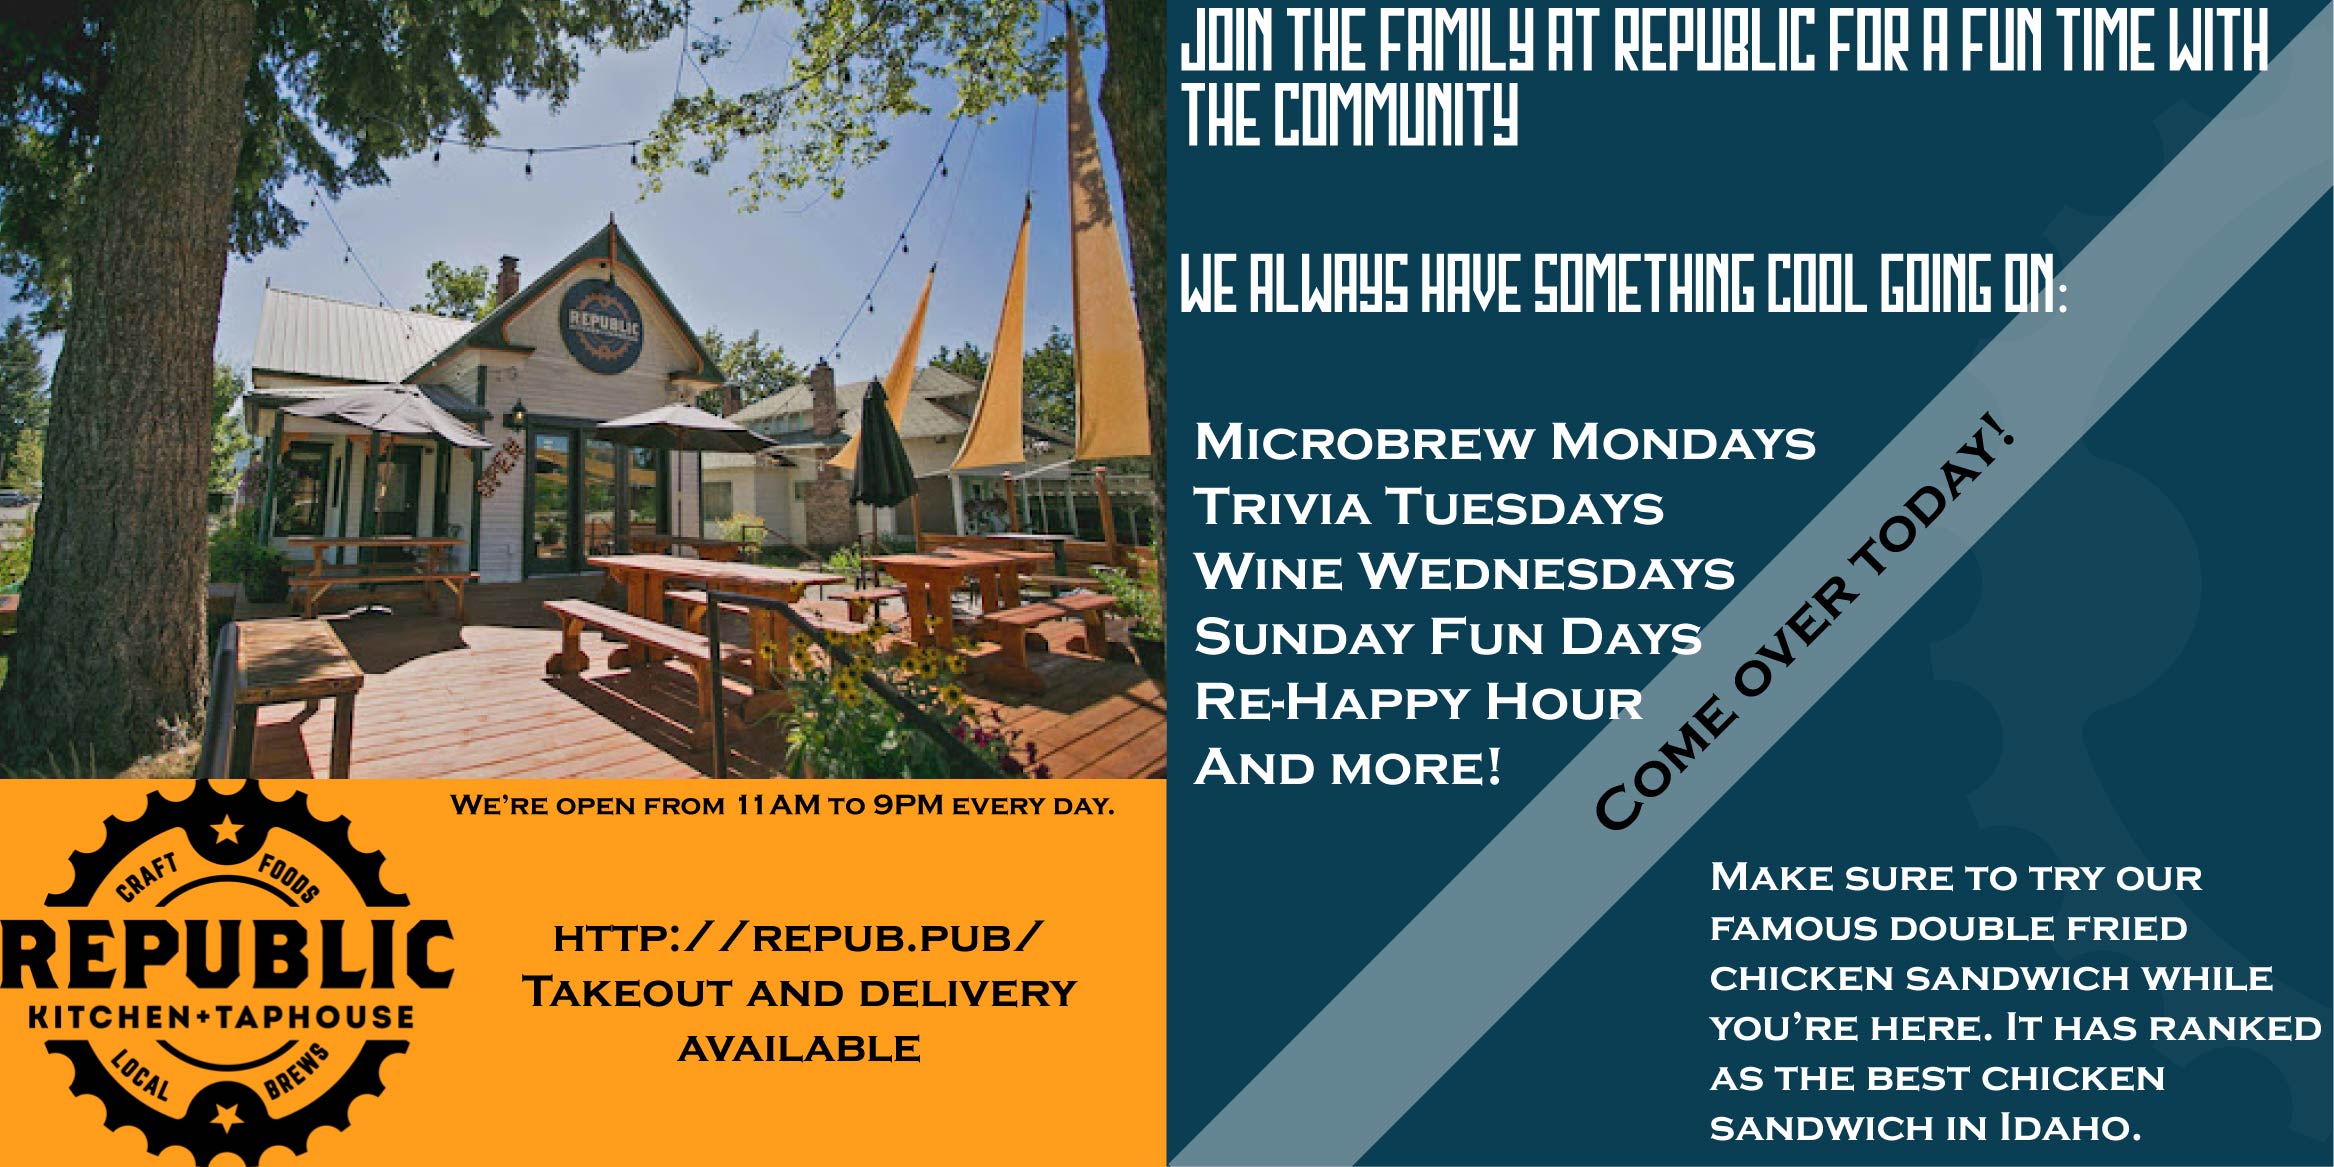 JOIN THE FAMILY AT REPUBLIC FOR A FUN TIME WITH
THE COMMUNITY
WE ALWAYS HAVE SOMETHING COOL GOING ON:
MICROBREW MONDAYS
TRIVIA TUESDAYS
WINE WEDNESDAYS
SUNDAY FUN DAYS
RE-HAPPY HOUR
AND MORE!
COME OVER TODAY!
MAKE SURE TO TRY OUR
FAMOUS DOUBLE FRIED
CHICKEN SANDWICH WHILE
YOU'RE HERE. IT HAS RANKED
AS THE BEST CHICKEN
SANDWICH IN IDAHO.
REPUBLIC
OPEN
WE'RE OPEN FROM 11AM TO 9PM EVERY DAY.
HTTP://REPUB.PUB/
TAKEOUT AND DELIVERY
AVAILABLE
CRAFT FOODS
REPUBLIC
KITCHEN+TAPHOUSE
LOCAL BREWS